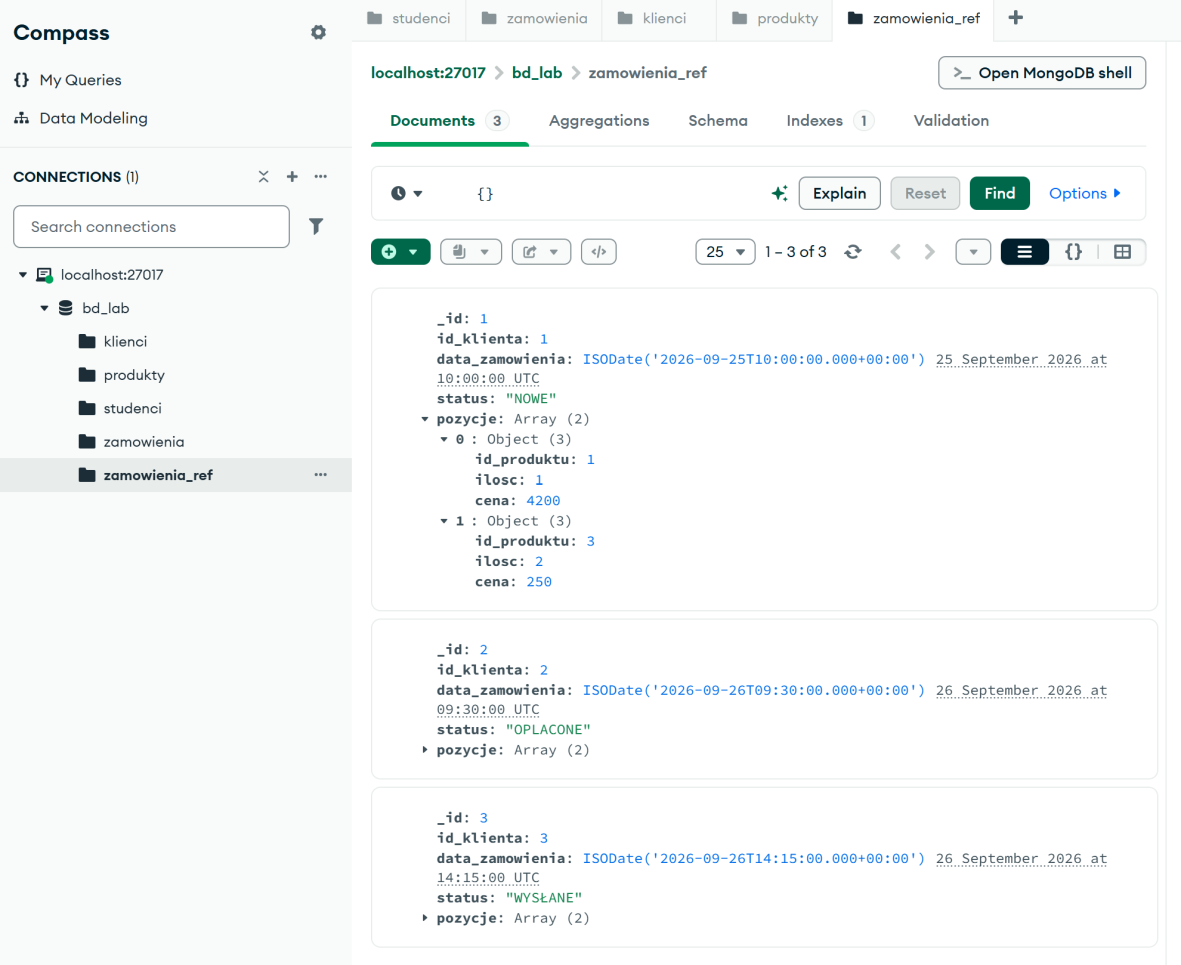 Compass
{} My Queries
Data Modeling
CONNECTIONS (1)
Search connections
localhost:27017
bd_lab
klienci
produkty
studenci
zamowienia
zamowienia_ref
studenci zamowienia klienci produkty zamowienia_ref
localhost:27017 bd_lab zamowienia_ref
>_ Open MongoDB shell
Documents 3 Aggregations Schema Indexes 1 Validation
{} Explain Reset Find Options
</> 25 1 – 3 of 3 {}
_id: 1
id_klienta: 1
data_zamowienia: ISODate('2026-09-25T10:00:00.000+00:00') 25 September 2026 at
10:00:00 UTC
status: "NOWE"
pozycje: Array (2)
0 : Object (3)
id_produktu: 1
ilosc: 1
cena: 4200
1 : Object (3)
id_produktu: 3
ilosc: 2
cena: 250
_id: 2
id_klienta: 2
data_zamowienia: ISODate('2026-09-26T09:30:00.000+00:00') 26 September 2026 at
09:30:00 UTC
status: "OPLACONE"
pozycje: Array (2)
_id: 3
id_klienta: 3
data_zamowienia: ISODate('2026-09-26T14:15:00.000+00:00') 26 September 2026 at
14:15:00 UTC
status: "WYSŁANE"
pozycje: Array (2)